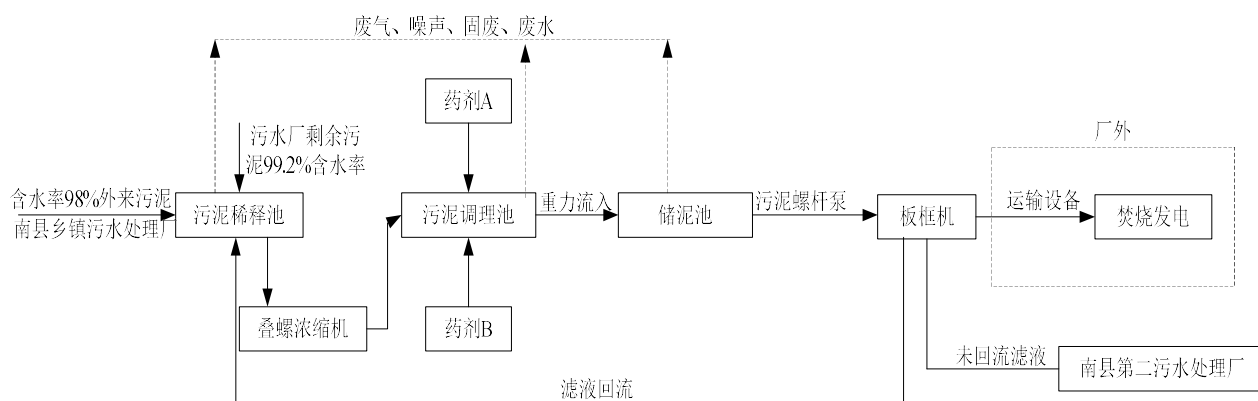 废气、噪声、固废、废水
药剂A
厂外
污水厂剩余污
泥99.2%含水率
含水率98%外来污泥
南县乡镇污水处理厂
污泥稀释池
污泥调理池
重力流入
储泥池
污泥螺杆泵
板框机
运输设备
焚烧发电
叠螺浓缩机
药剂B
未回流滤液
南县第二污水处理厂
滤液回流